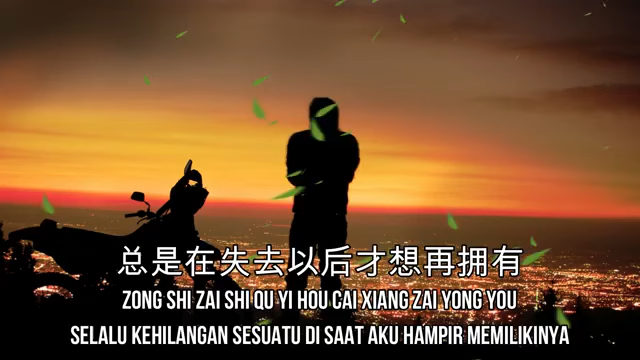 总是在失去以后才想再拥有
ZONG SHI ZAI SHI QU YI HOU CAI XIANG ZAI YONG YOU
SELALU KEHILANGAN SESUATU DI SAAT AKU HAMPIR MEMILIKINYA